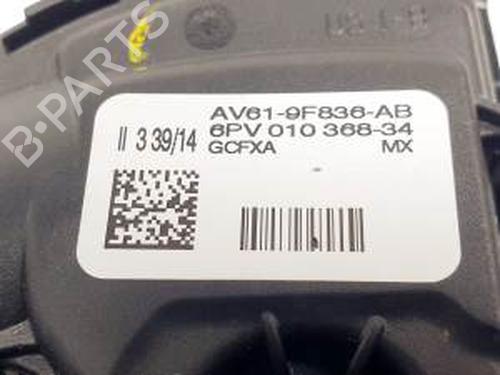 AV61-9F836-AB
6PV 010 368-34
II 3 39/14
GCFXA MX
B-PARTS